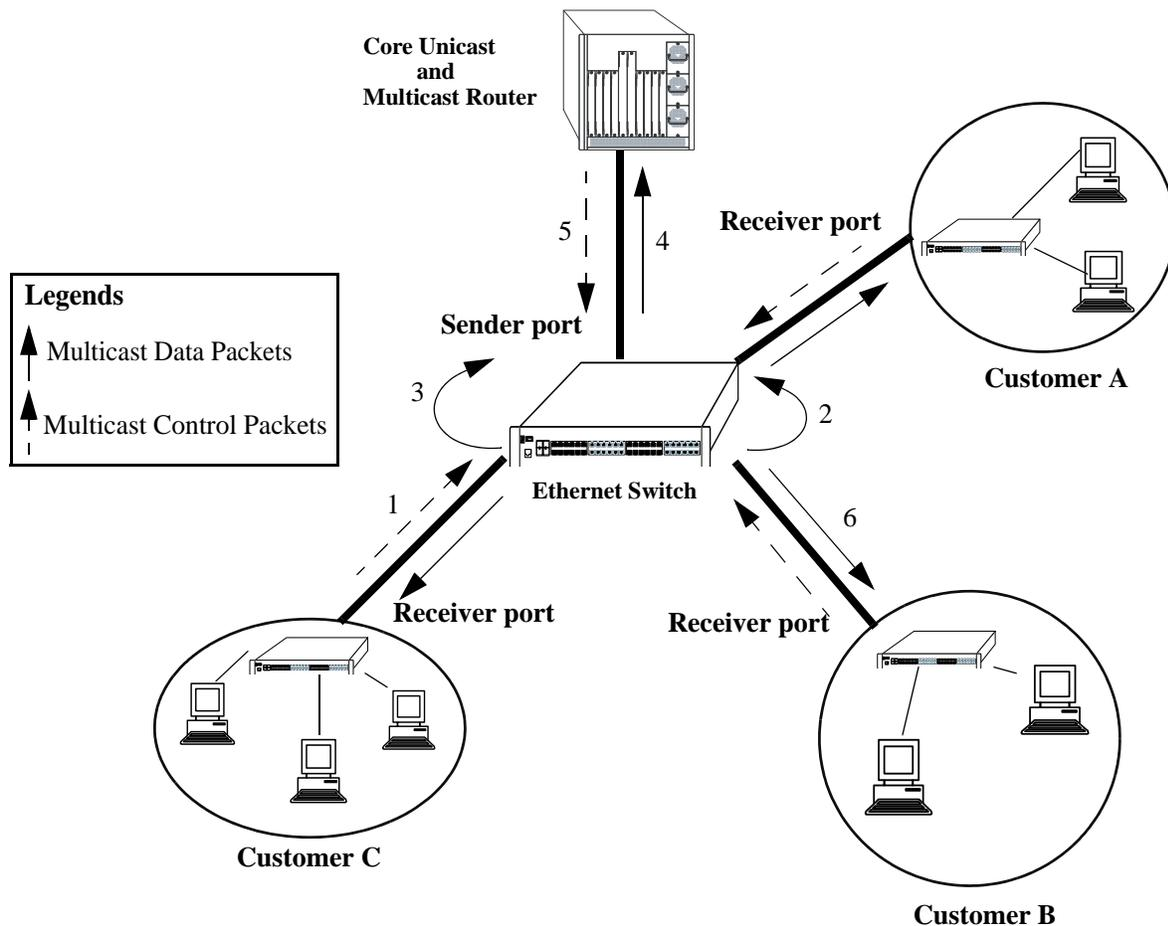 Core Unicast
and
Multicast Router
Receiver port
5
4
Legends
Multicast Data Packets
Multicast Control Packets
Sender port
3
2
Customer A
Ethernet Switch
1
6
Receiver port
Receiver port
Customer C
Customer B